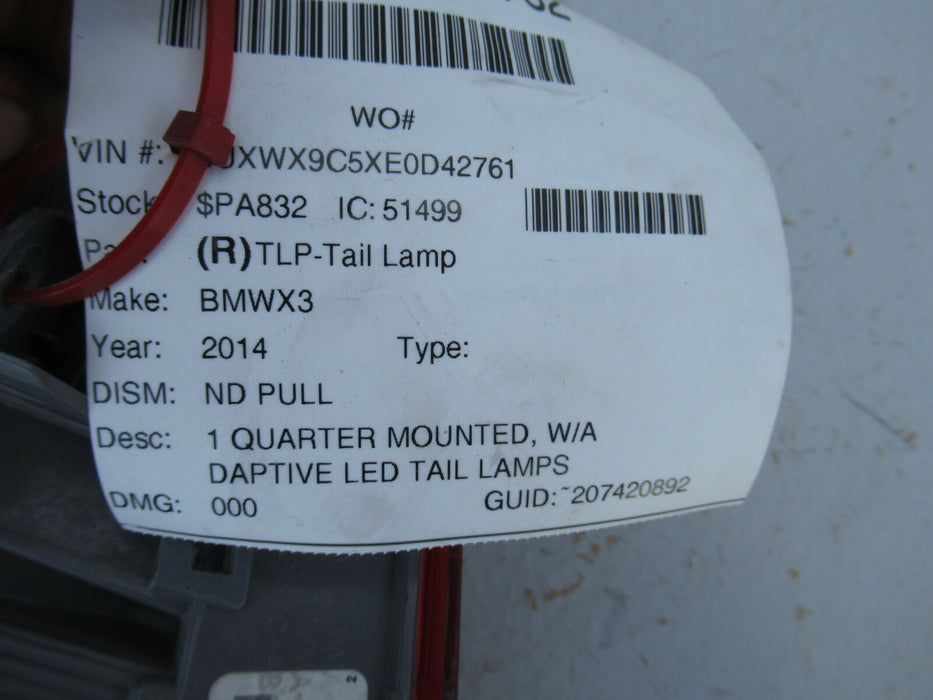 WO#
VIN #: UXWX9C5XE0D42761
Stock $PA832 IC: 51499
(R) TLP-Tail Lamp
Make: BMWX3
Year: 2014 Type:
DISM: ND PULL
Desc: 1 QUARTER MOUNTED, W/A
DAPTIVE LED TAIL LAMPS
DMG: 000 GUID: ~207420892